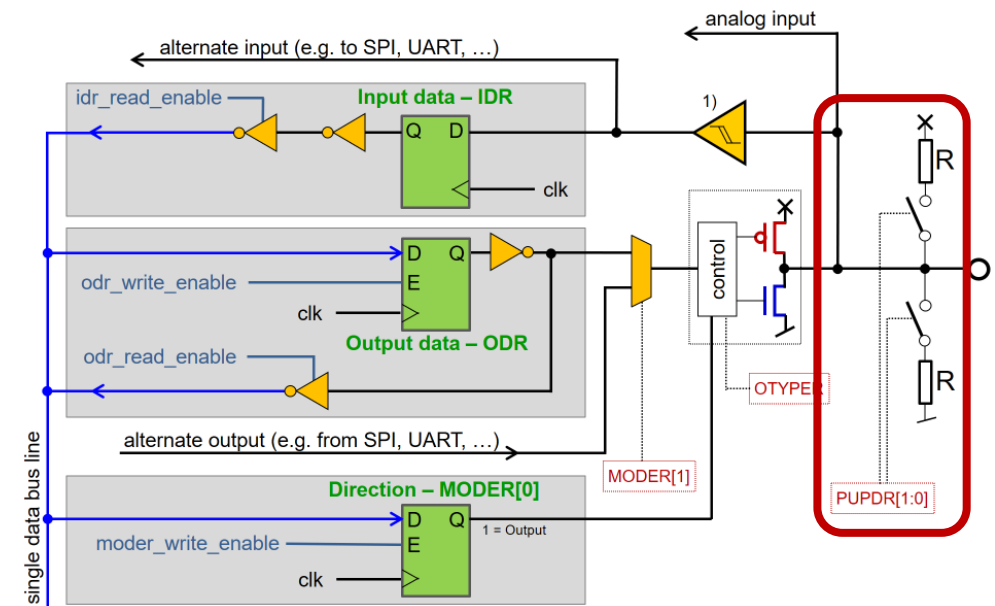 analog input
alternate input (e.g. to SPI, UART, …)
idr_read_enable
Input data – IDR
1)
Q D
clk
R
D Q
E
odr_write_enable
clk
control
Output data – ODR
odr_read_enable
OTYPER
R
alternate output (e.g. from SPI, UART, …)
MODER[1]
PUPDR[1:0]
Direction – MODER[0]
D Q
1 = Output
E
moder_write_enable
clk
single data bus line